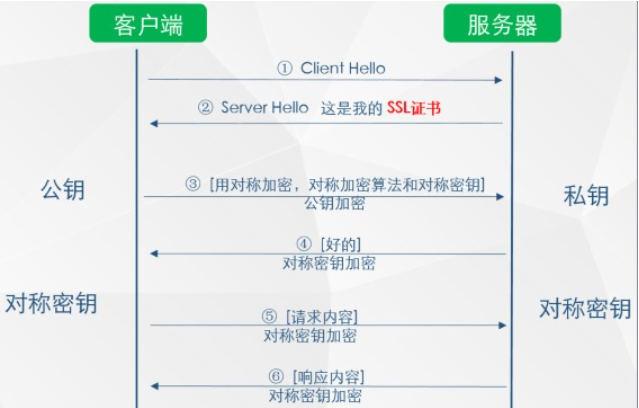 客户端 服务器
① Client Hello
② Server Hello 这是我的 SSL证书
公钥
③ [用对称加密，对称加密算法和对称密钥]
公钥加密
私钥
④ [好的]
对称密钥加密
对称密钥
对称密钥
⑤ [请求内容]
对称密钥加密
⑥ [响应内容]
对称密钥加密